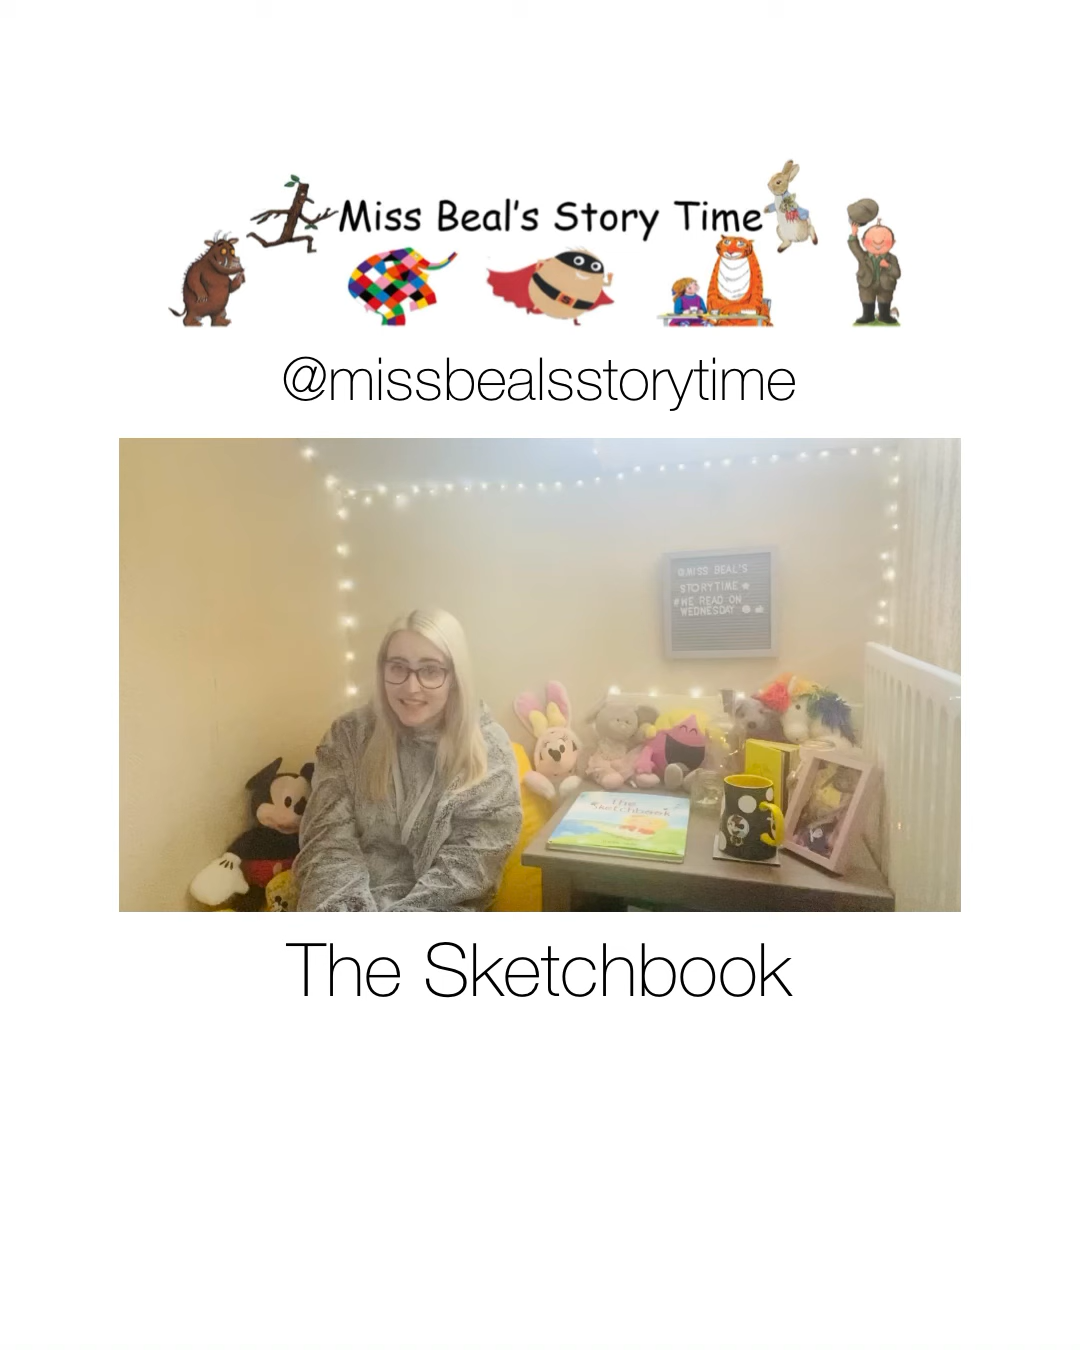 Miss Beal's Story Time
@missbealsstorytime
@MISS BEAL'S
STORYTIME
#WE READ ON
WEDNESDAY
The
Sketchbook
The Sketchbook